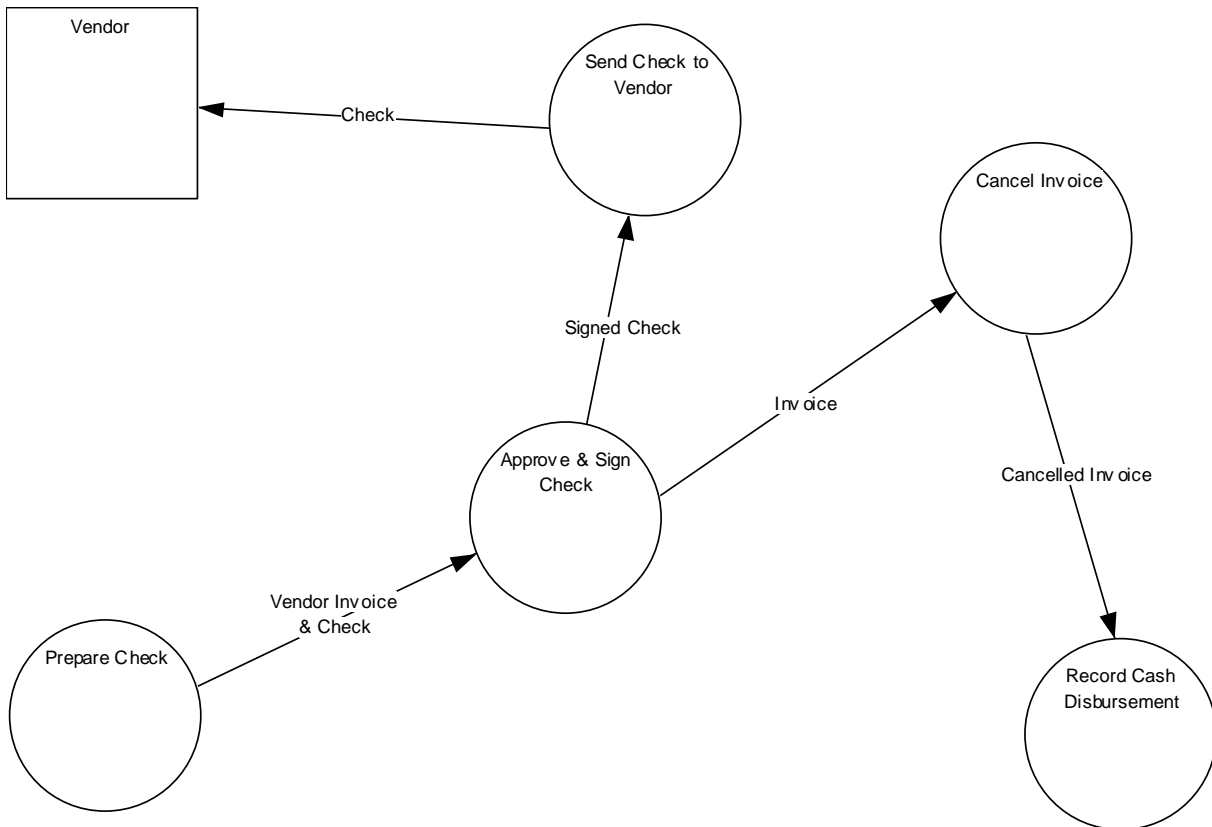 Vendor
Send Check to
Vendor
Check
Cancel Invoice
Signed Check
Invoice
Approve & Sign
Check
Cancelled Invoice
Vendor Invoice
& Check
Prepare Check
Record Cash
Disbursement